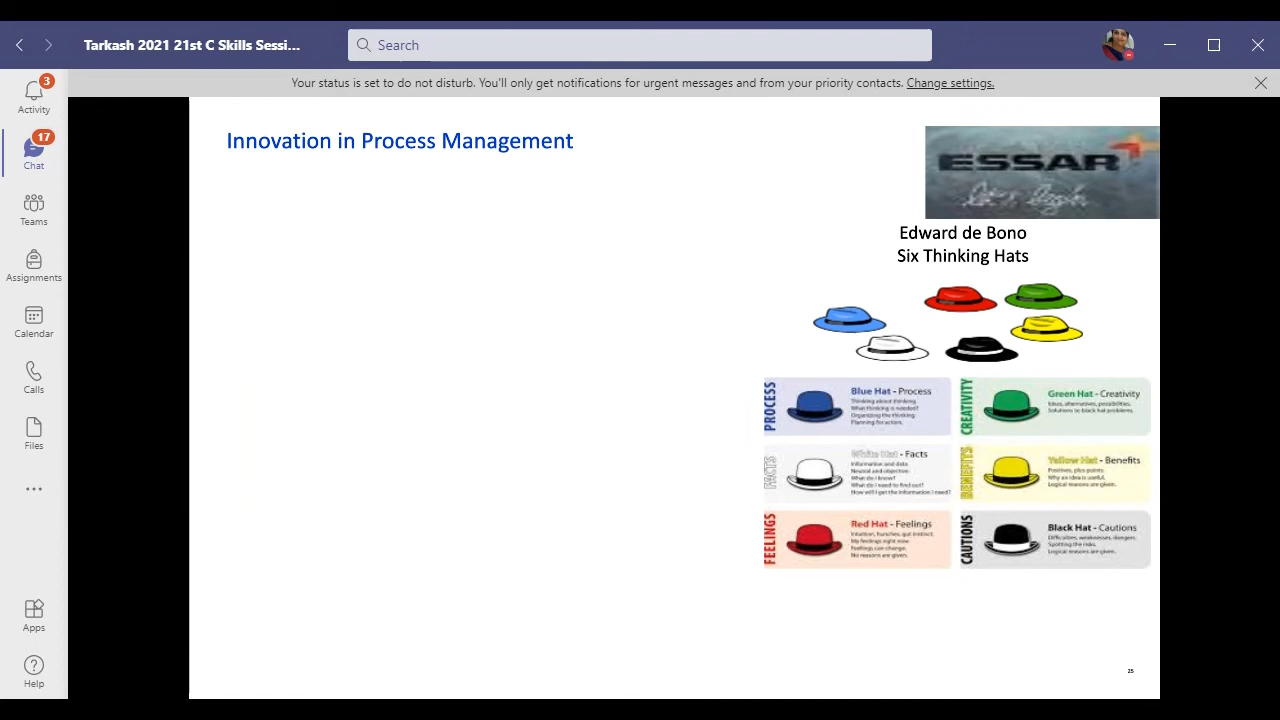 Tarkash 2021 21st C Skills Sessi...
Search
Your status is set to do not disturb. You'll only get notifications for urgent messages and from your priority contacts. Change settings.
3
Activity
17
Chat
Teams
Assignments
Calendar
Calls
Files
Apps
Help
Innovation in Process Management
ESSAR
Edward de Bono
Six Thinking Hats
PROCESS
Blue Hat - Process
Thinking about thinking.
What thinking is needed?
Organizing the thinking
Planning for action.
CREATIVITY
Green Hat - Creativity
Ideas, alternatives, possibilities.
Solutions to black hat problems.
FACTS
White Hat - Facts
Information and data
Neutral and objective
What do I know?
What do I need to find out?
How will I get the information I need?
BENEFITS
Yellow Hat - Benefits
Positives, plus points
Why an idea is useful.
Logical reasons are given.
FEELINGS
Red Hat - Feelings
Intuition, hunches, gut instinct.
My feelings right now.
Feelings can change.
No reasons are given.
CAUTIONS
Black Hat - Cautions
Difficulties, weaknesses, dangers.
Spotting the risks.
Logical reasons are given.
25